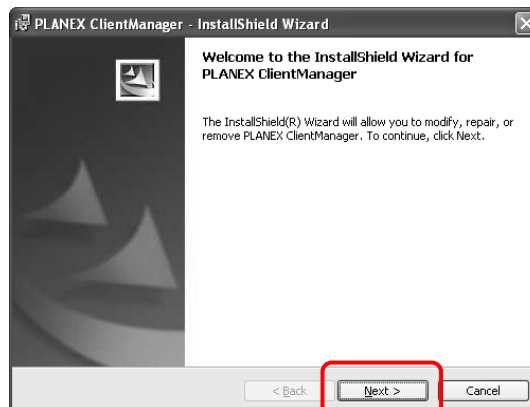 PLANEX ClientManager - InstallShield Wizard
Welcome to the InstallShield Wizard for
PLANEX ClientManager
The InstallShield(R) Wizard will allow you to modify, repair, or
remove PLANEX ClientManager. To continue, click Next.
< Back Next > Cancel